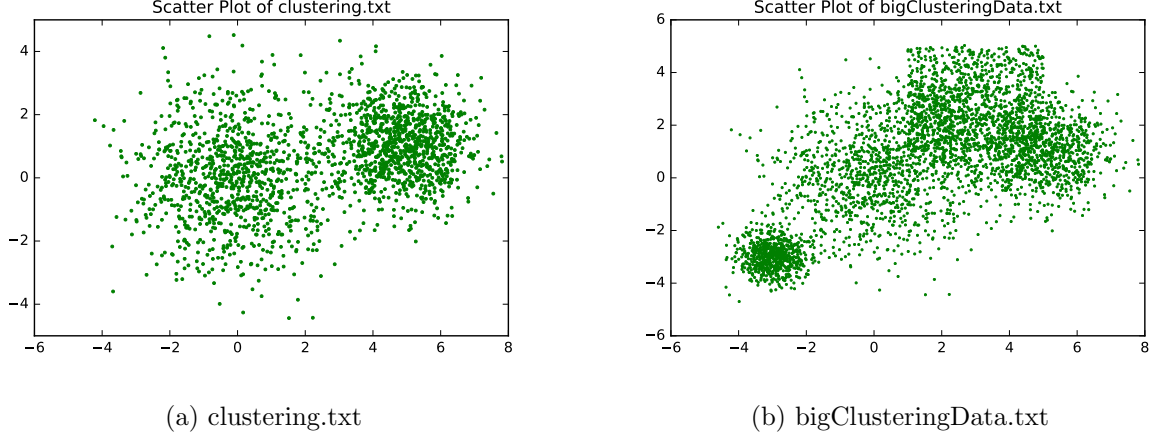 Scatter Plot of clustering.txt
4
2
0
−2
−4
−6 −4 −2 0 2 4 6 8
(a) clustering.txt
Scatter Plot of bigClusteringData.txt
6
4
2
0
−2
−4
−6
−6 −4 −2 0 2 4 6 8
(b) bigClusteringData.txt